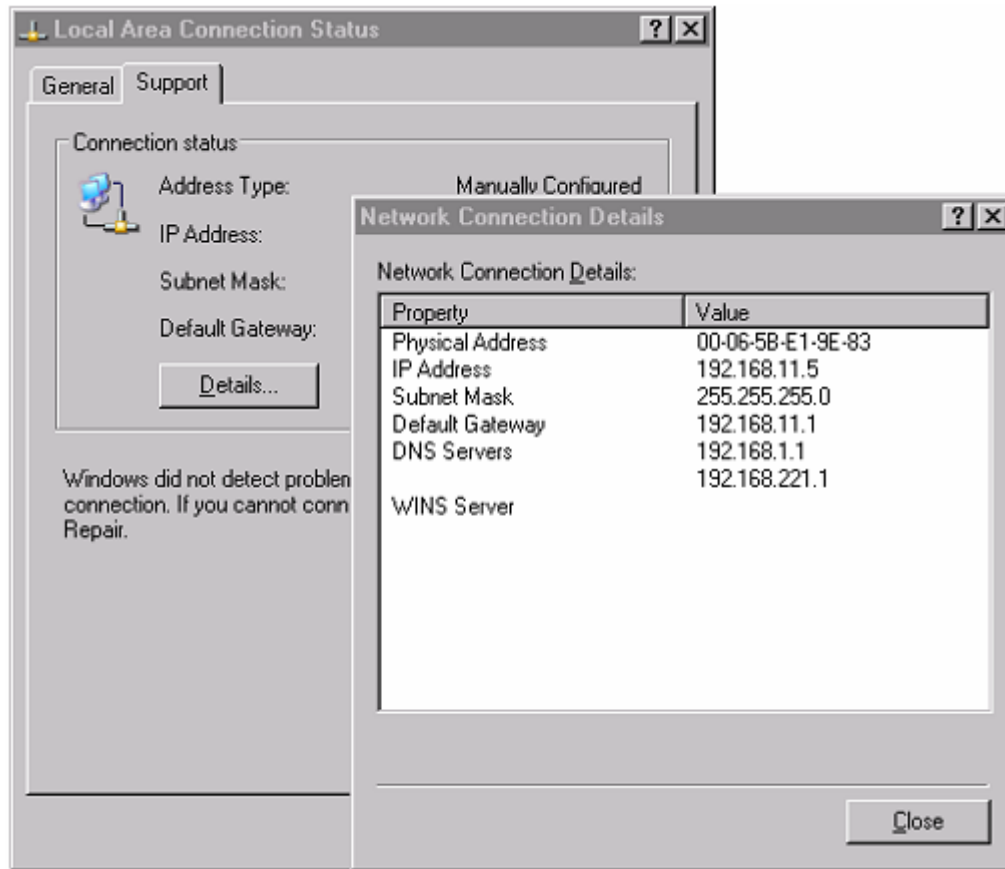 Local Area Connection Status
General Support
Connection status
Address Type: Manually Configured
IP Address:
Subnet Mask:
Default Gateway:
Details...
Windows did not detect problem
connection. If you cannot conn
Repair.
Network Connection Details
Network Connection Details:
Property Value
Physical Address 00-06-5B-E1-9E-83
IP Address 192.168.11.5
Subnet Mask 255.255.255.0
Default Gateway 192.168.11.1
DNS Servers 192.168.1.1
192.168.221.1
WINS Server
Close